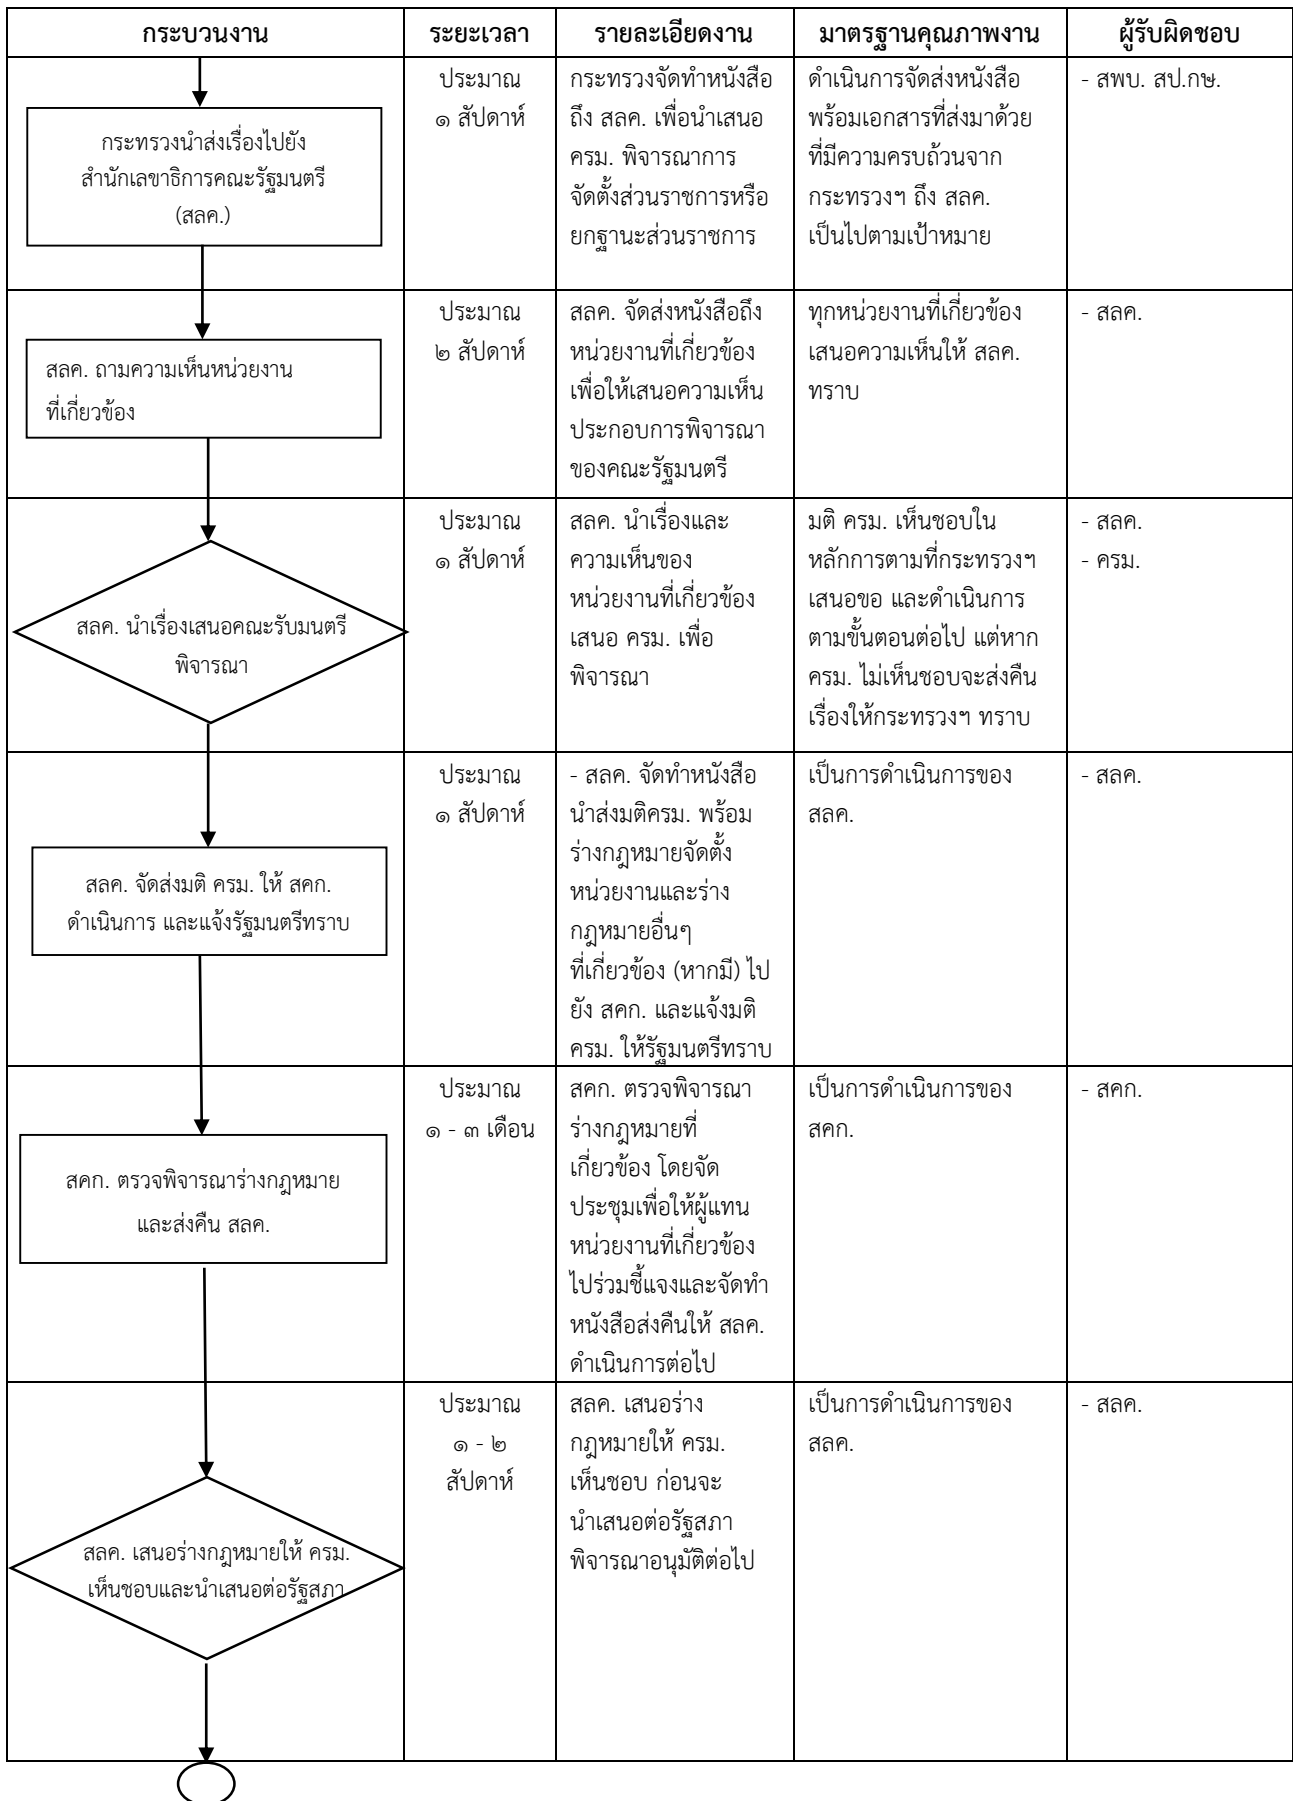 กระบวนงาน
ระยะเวลา
รายละเอียดงาน
มาตรฐานคุณภาพงาน
ผู้รับผิดชอบ
กระทรวงนำส่งเรื่องไปยัง
สำนักเลขาธิการคณะรัฐมนตรี
(สลค.)
ประมาณ
๑ สัปดาห์
กระทรวงจัดทำหนังสือ
ถึง สลค. เพื่อนำเสนอ
ครม. พิจารณาการ
จัดตั้งส่วนราชการหรือ
ยกฐานะส่วนราชการ
ดำเนินการจัดส่งหนังสือ
พร้อมเอกสารที่ส่งมาด้วย
ที่มีความครบถ้วนจาก
กระทรวงฯ ถึง สลค.
เป็นไปตามเป้าหมาย
- สพบ. สป.กษ.
สลค. ถามความเห็นหน่วยงาน
ที่เกี่ยวข้อง
ประมาณ
๒ สัปดาห์
สลค. จัดส่งหนังสือถึง
หน่วยงานที่เกี่ยวข้อง
เพื่อให้เสนอความเห็น
ประกอบการพิจารณา
ของคณะรัฐมนตรี
ทุกหน่วยงานที่เกี่ยวข้อง
เสนอความเห็นให้ สลค.
ทราบ
- สลค.
สลค. นำเรื่องเสนอคณะรับมนตรี
พิจารณา
ประมาณ
๑ สัปดาห์
สลค. นำเรื่องและ
ความเห็นของ
หน่วยงานที่เกี่ยวข้อง
เสนอ ครม. เพื่อ
พิจารณา
มติ ครม. เห็นชอบใน
หลักการตามที่กระทรวงฯ
เสนอขอ และดำเนินการ
ตามขั้นตอนต่อไป แต่หาก
ครม. ไม่เห็นชอบจะส่งคืน
เรื่องให้กระทรวงฯ ทราบ
- สลค.
- ครม.
สลค. จัดส่งมติ ครม. ให้ สคก.
ดำเนินการ และแจ้งรัฐมนตรีทราบ
ประมาณ
๑ สัปดาห์
- สลค. จัดทำหนังสือ
นำส่งมติครม. พร้อม
ร่างกฎหมายจัดตั้ง
หน่วยงานและร่าง
กฎหมายอื่นๆ
ที่เกี่ยวข้อง (หากมี) ไป
ยัง สคก. และแจ้งมติ
ครม. ให้รัฐมนตรีทราบ
เป็นการดำเนินการของ
สลค.
- สลค.
สคก. ตรวจพิจารณาร่างกฎหมาย
และส่งคืน สลค.
ประมาณ
๑ - ๓ เดือน
สคก. ตรวจพิจารณา
ร่างกฎหมายที่
เกี่ยวข้อง โดยจัด
ประชุมเพื่อให้ผู้แทน
หน่วยงานที่เกี่ยวข้อง
ไปร่วมชี้แจงและจัดทำ
หนังสือส่งคืนให้ สลค.
ดำเนินการต่อไป
เป็นการดำเนินการของ
สคก.
- สคก.
สลค. เสนอร่างกฎหมายให้ ครม.
เห็นชอบและนำเสนอต่อรัฐสภา
ประมาณ
๑ - ๒
สัปดาห์
สลค. เสนอร่าง
กฎหมายให้ ครม.
เห็นชอบ ก่อนจะ
นำเสนอต่อรัฐสภา
พิจารณาอนุมัติต่อไป
เป็นการดำเนินการของ
สลค.
- สลค.